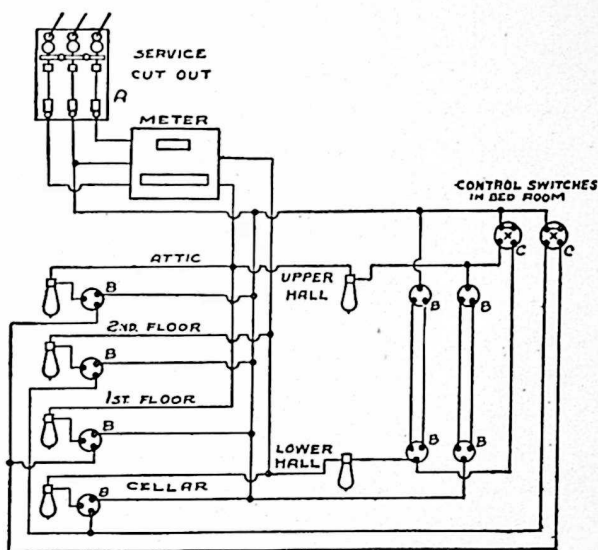 SERVICE
CUT OUT
A
METER
CONTROL SWITCHES
IN BED ROOM
C
C
ATTIC
UPPER
HALL
B
B
B
2ND. FLOOR
B
1ST. FLOOR
B
LOWER
HALL
B
B
CELLAR
B